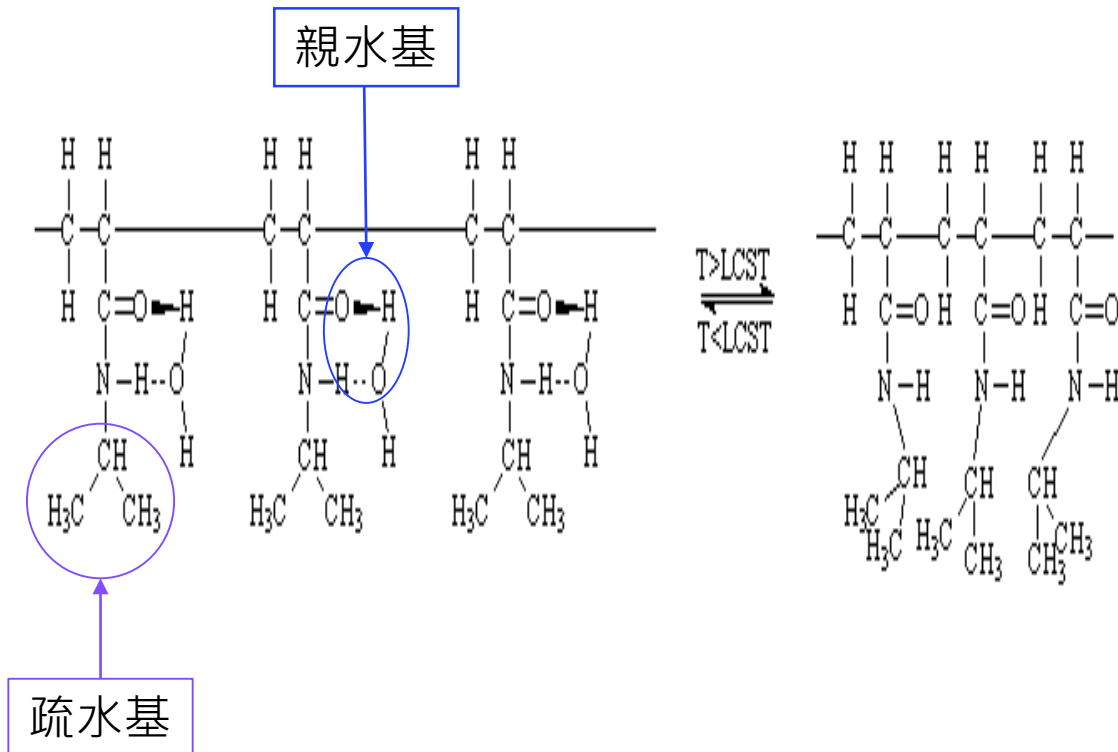 親水基
H H H H H H H H H H H H
C C C C C C C C C C C C
T>LCST
T<LCST
H C=O H H C=O H H C=O H H C=O H C=O H C=O
N-H··O N-H··O N-H··O N-H N-H N-H
H H H
CH CH CH CH CH CH
H₃C CH₃ H₃C CH₃ H₃C CH₃ H₃C H₃C H₃C CH₃ CH₃ CH₃
疏水基